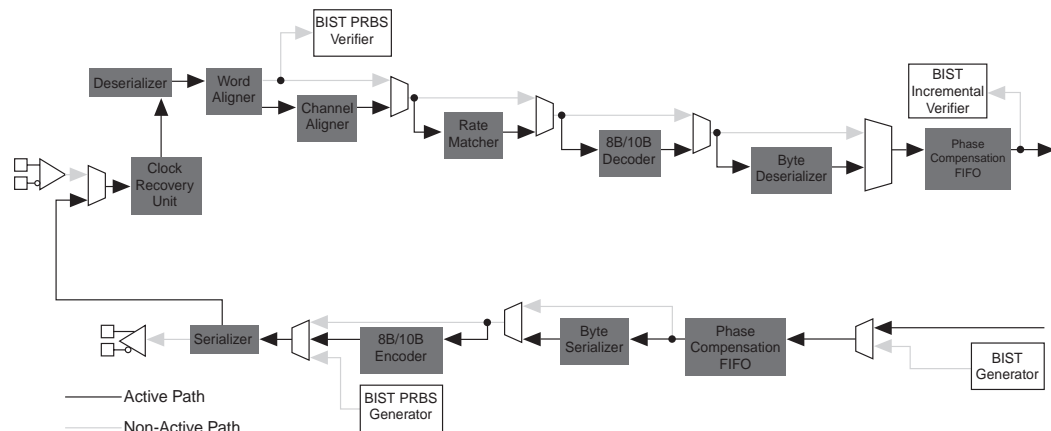 BIST PRBS
Verifier
Deserializer
Word
Aligner
Channel
Aligner
Rate
Matcher
8B/10B
Decoder
Byte
Deserializer
BIST
Incremental
Verifier
Phase
Compensation
FIFO
Clock
Recovery
Unit
Serializer
8B/10B
Encoder
BIST PRBS
Generator
Byte
Serializer
Phase
Compensation
FIFO
BIST
Generator
Active Path
Non-Active Path